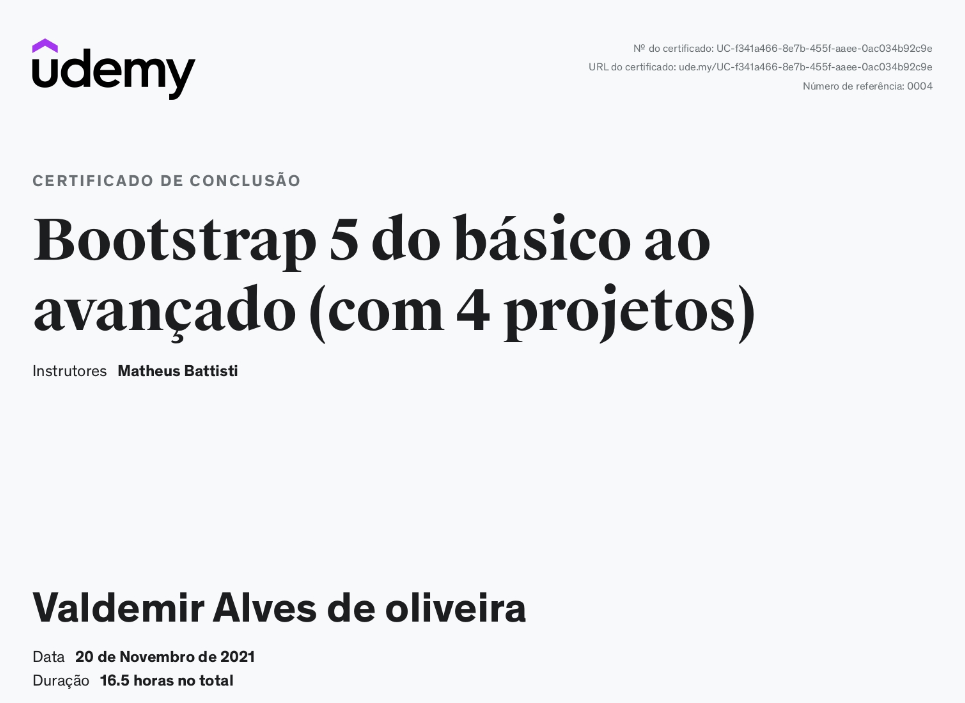 udemy
Nº do certificado: UC-f341a466-8e7b-455f-aaee-0ac034b92c9e
URL do certificado: ude.my/UC-f341a466-8e7b-455f-aaee-0ac034b92c9e
Número de referência: 0004
CERTIFICADO DE CONCLUSÃO
Bootstrap 5 do básico ao
avançado (com 4 projetos)
Instrutores Matheus Battisti
Valdemir Alves de oliveira
Data 20 de Novembro de 2021
Duração 16.5 horas no total